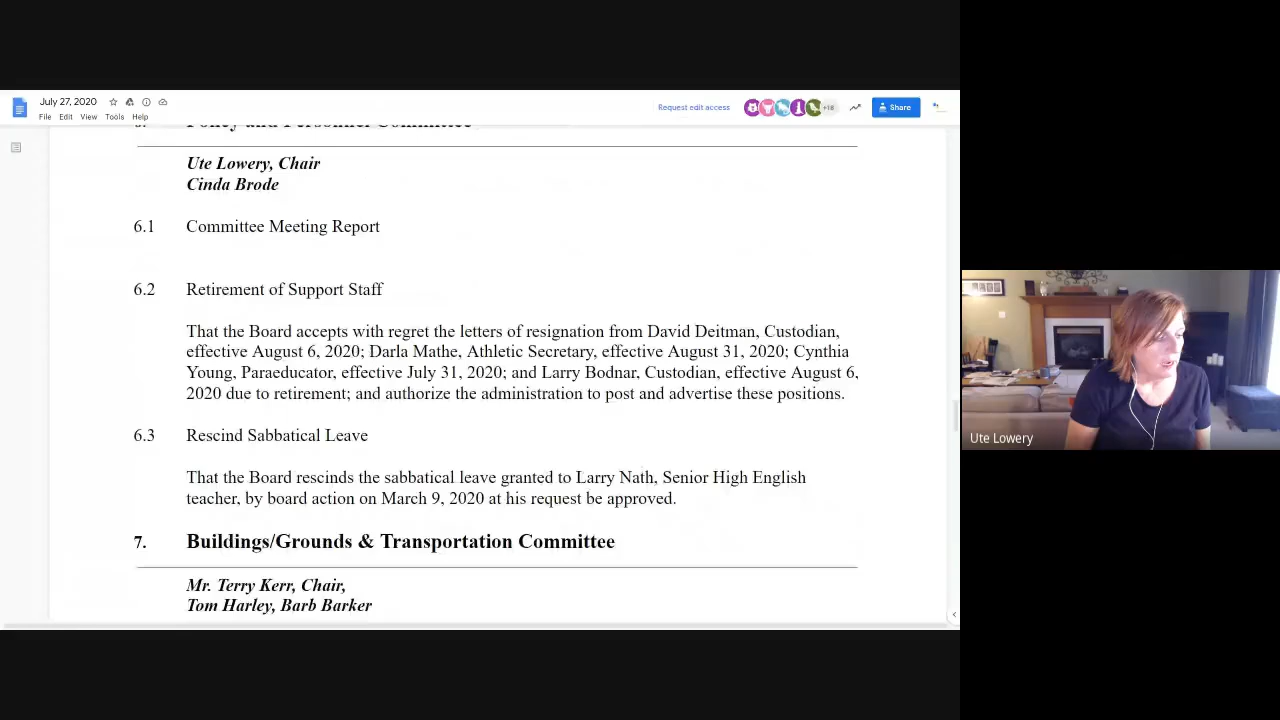 July 27, 2020
File Edit View Tools Help
Request edit access
+18
Share
Policy and Personnel Committee
Ute Lowery, Chair
Cinda Brode
6.1 Committee Meeting Report
6.2 Retirement of Support Staff
That the Board accepts with regret the letters of resignation from David Deitman, Custodian,
effective August 6, 2020; Darla Mathe, Athletic Secretary, effective August 31, 2020; Cynthia
Young, Paraeducator, effective July 31, 2020; and Larry Bodnar, Custodian, effective August 6,
2020 due to retirement; and authorize the administration to post and advertise these positions.
6.3 Rescind Sabbatical Leave
That the Board rescinds the sabbatical leave granted to Larry Nath, Senior High English
teacher, by board action on March 9, 2020 at his request be approved.
7. Buildings/Grounds & Transportation Committee
Mr. Terry Kerr, Chair,
Tom Harley, Barb Barker
Ute Lowery